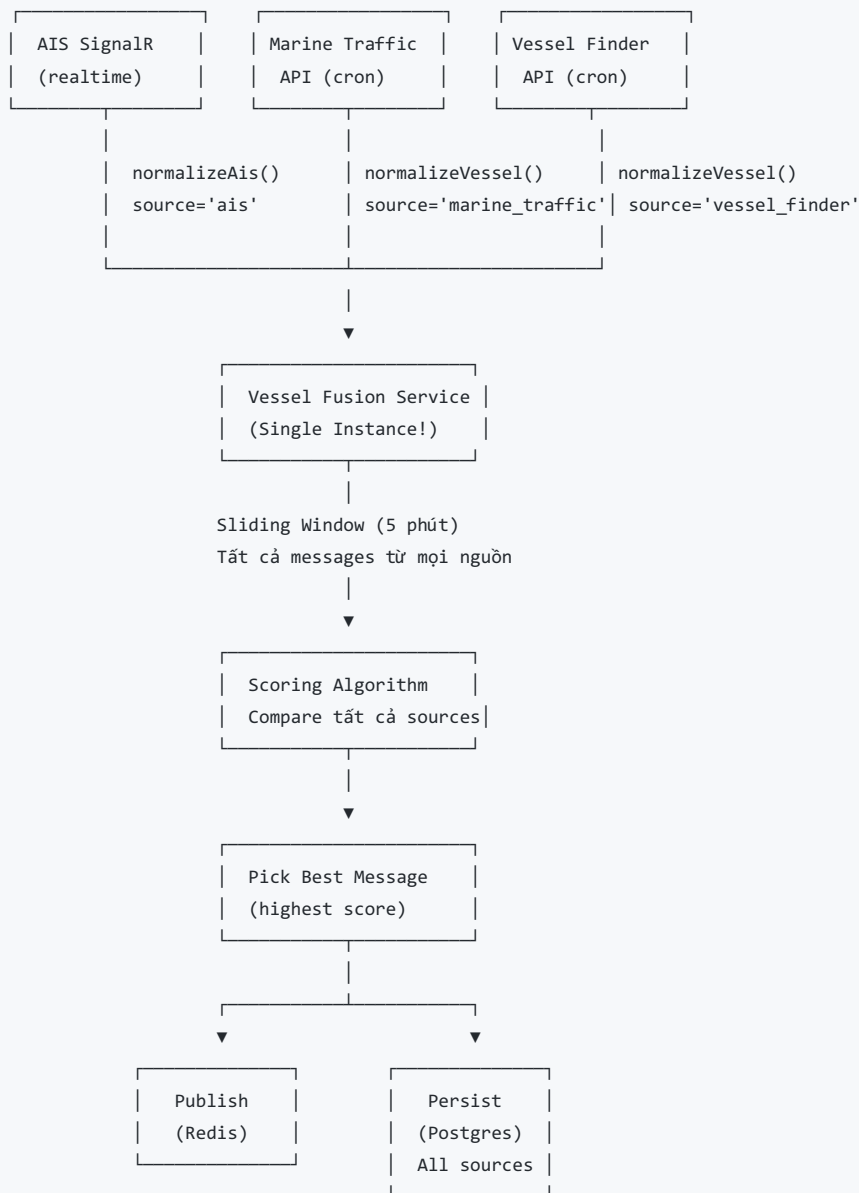 AIS SignalR Marine Traffic Vessel Finder
(realtime) API (cron) API (cron)
normalizeAis() normalizeVessel() normalizeVessel()
source='ais' source='marine_traffic' source='vessel_finder'
Vessel Fusion Service
(Single Instance!)
Sliding Window (5 phút)
Tất cả messages từ mọi nguồn
Scoring Algorithm
Compare tất cả sources
Pick Best Message
(highest score)
Publish Persist
(Redis) (Postgres)
All sources